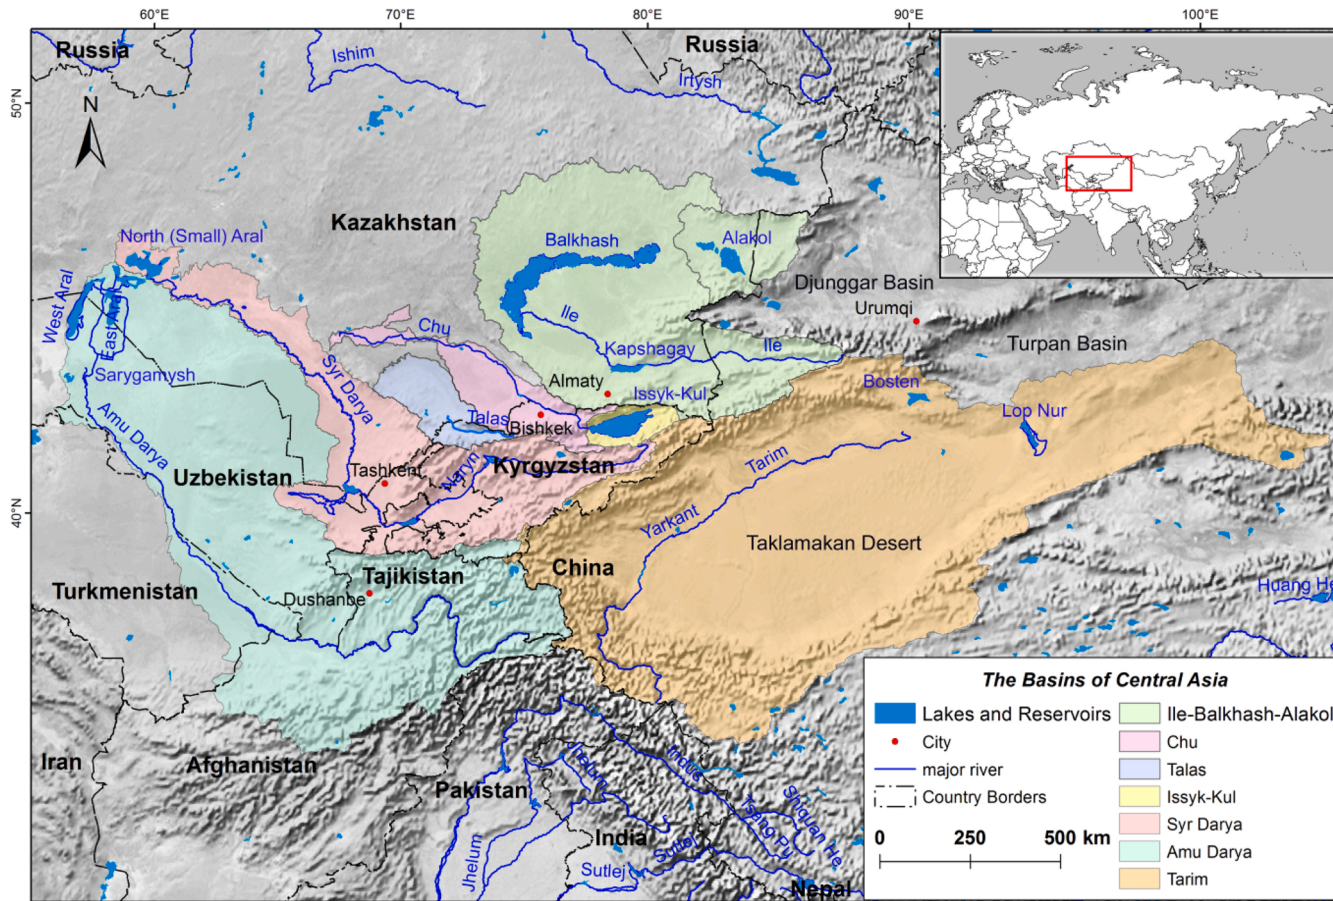 60°E
70°E
80°E
90°E
100°E
50°N
40°N
N
Russia
Ishim
Russia
Irtysh
Kazakhstan
North (Small) Aral
Balkhash
Alakol
Djunggar Basin
Urumqi
West Aral
East Aral
Ile
Chu
Kapshagay
Ile
Turpan Basin
Sarygamysh
Syr Darya
Almaty
Issyk-Kul
Bosten
Lop Nur
Amu Darya
Talas
Bishkek
Uzbekistan
Tashkent
Naryn
Kyrgyzstan
Tarim
Yarkant
Taklamakan Desert
Turkmenistan
Tajikistan
China
Dushanbe
Huang He
Iran
Afghanistan
Pakistan
Jhelum
Indus
Shiquan He
Tsang Pu
India
Sutlej
Sutlej
Jhelum
Nepal
The Basins of Central Asia
Lakes and Reservoirs
City
major river
Country Borders
0 250 500 km
Ile-Balkhash-Alakol
Chu
Talas
Issyk-Kul
Syr Darya
Amu Darya
Tarim